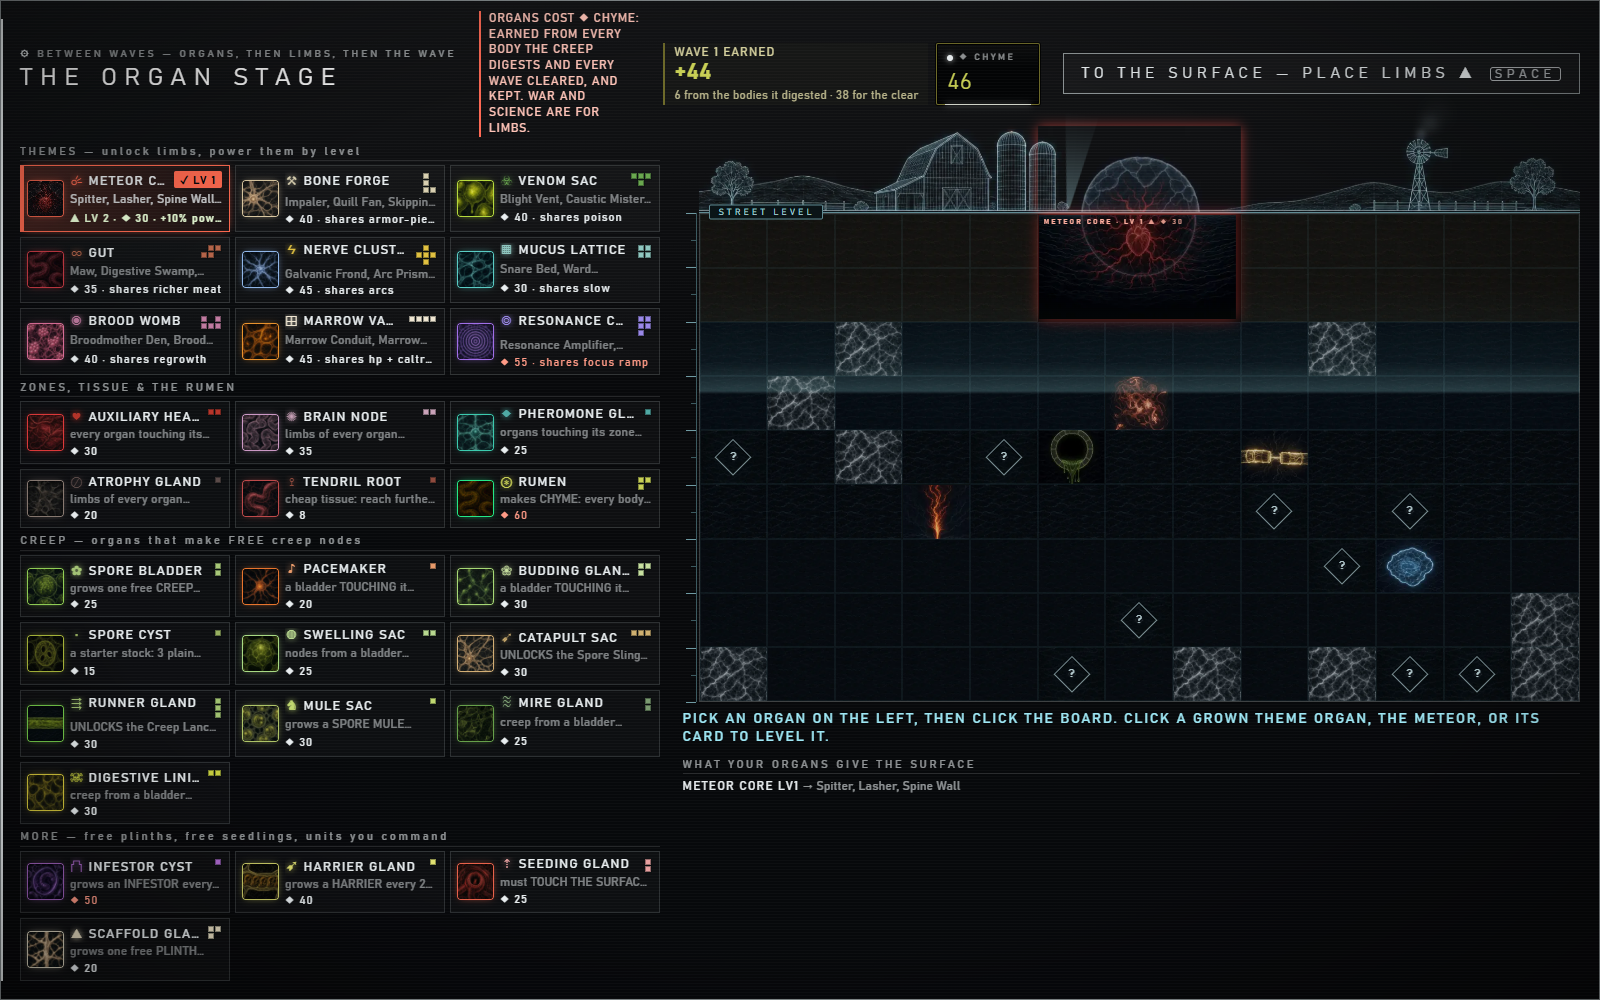 BETWEEN WAVES — ORGANS, THEN LIMBS, THEN THE WAVE
THE ORGAN STAGE
ORGANS COST ◆ CHYME:
EARNED FROM EVERY
BODY THE CREEP
DIGESTS AND EVERY
WAVE CLEARED, AND
KEPT. WAR AND
SCIENCE ARE FOR
LIMBS.
WAVE 1 EARNED
+44
6 from the bodies it digested · 38 for the clear
◆ CHYME
46
TO THE SURFACE — PLACE LIMBS ▲ SPACE
THEMES — unlock limbs, power them by level
METEOR C... ✓ LV 1
Spitter, Lasher, Spine Wall...
▲ LV 2 · ◆ 30 · +10% pow...
BONE FORGE
Impaler, Quill Fan, Skippin...
◆ 40 · shares armor-pie...
VENOM SAC
Blight Vent, Caustic Mister...
◆ 40 · shares poison
GUT
Maw, Digestive Swamp,...
◆ 35 · shares richer meat
NERVE CLUST...
Galvanic Frond, Arc Prism...
◆ 45 · shares arcs
MUCUS LATTICE
Snare Bed, Ward...
◆ 30 · shares slow
BROOD WOMB
Broodmother Den, Brood...
◆ 40 · shares regrowth
MARROW VA...
Marrow Conduit, Marrow...
◆ 45 · shares hp + caltr...
RESONANCE C...
Resonance Amplifier,...
◆ 55 · shares focus ramp
ZONES, TISSUE & THE RUMEN
AUXILIARY HEA...
every organ touching its...
◆ 30
BRAIN NODE
limbs of every organ...
◆ 35
PHEROMONE GL...
organs touching its zone...
◆ 25
ATROPHY GLAND
limbs of every organ...
◆ 20
TENDRIL ROOT
cheap tissue: reach furthe...
◆ 8
RUMEN
makes CHYME: every body...
◆ 60
CREEP — organs that make FREE creep nodes
SPORE BLADDER
grows one free CREEP...
◆ 25
PACEMAKER
a bladder TOUCHING it...
◆ 20
BUDDING GLAN...
a bladder TOUCHING it...
◆ 30
SPORE CYST
a starter stock: 3 plain...
◆ 15
SWELLING SAC
nodes from a bladder...
◆ 25
CATAPULT SAC
UNLOCKS the Spore Sling...
◆ 30
RUNNER GLAND
UNLOCKS the Creep Lanc...
◆ 30
MULE SAC
grows a SPORE MULE...
◆ 30
MIRE GLAND
creep from a bladder...
◆ 25
DIGESTIVE LINI...
creep from a bladder...
◆ 30
MORE — free plinths, free seedlings, units you command
INFESTOR CYST
grows an INFESTOR every...
◆ 50
HARRIER GLAND
grows a HARRIER every 2...
◆ 40
SEEDING GLAND
must TOUCH THE SURFAC...
◆ 25
SCAFFOLD GLA...
grows one free PLINTH...
◆ 20
STREET LEVEL
METEOR CORE · LV 1 ▲ ◆ 30
?
?
?
?
?
?
?
?
?
PICK AN ORGAN ON THE LEFT, THEN CLICK THE BOARD. CLICK A GROWN THEME ORGAN, THE METEOR, OR ITS
CARD TO LEVEL IT.
WHAT YOUR ORGANS GIVE THE SURFACE
METEOR CORE LV1 → Spitter, Lasher, Spine Wall